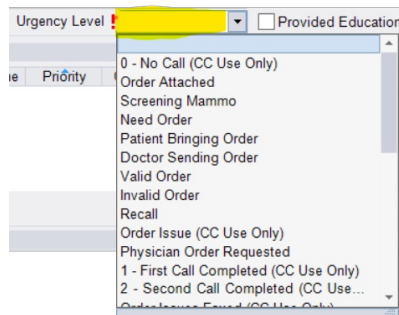 Urgency Level ! Provided Education
Priority
0 - No Call (CC Use Only)
Order Attached
Screening Mammo
Need Order
Patient Bringing Order
Doctor Sending Order
Valid Order
Invalid Order
Recall
Order Issue (CC Use Only)
Physician Order Requested
1 - First Call Completed (CC Use Only)
2 - Second Call Completed (CC Use...